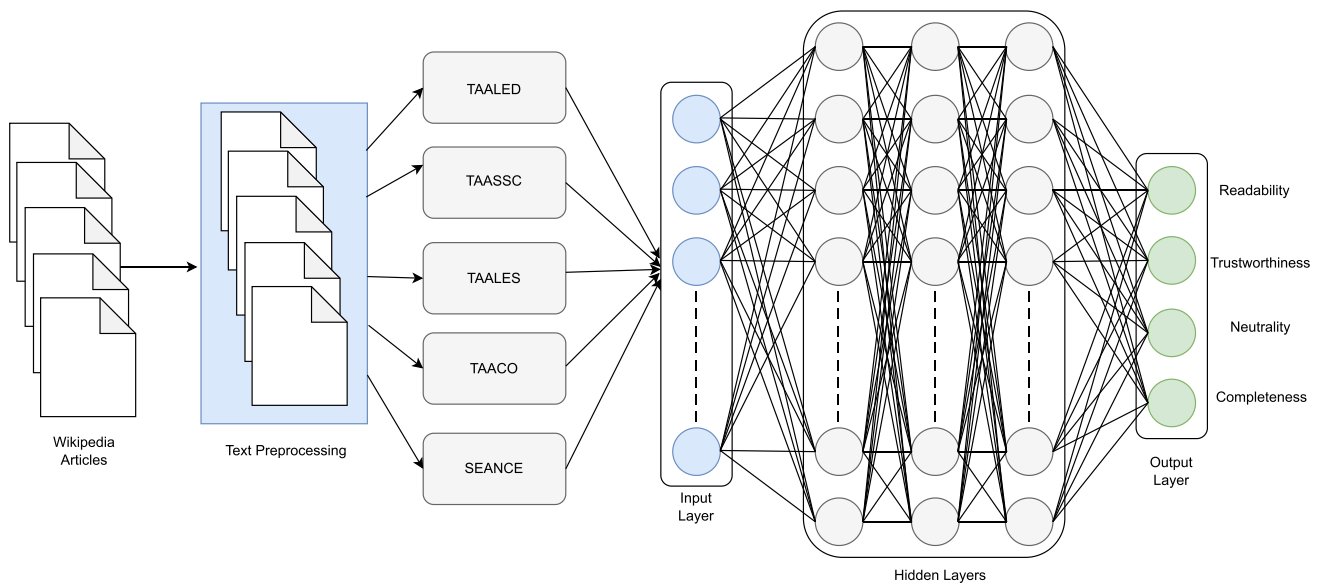 Wikipedia
Articles
Text Preprocessing
TAALED
TAASSC
TAALES
TAACO
SEANCE
Input
Layer
Hidden Layers
Output
Layer
Readability
Trustworthiness
Neutrality
Completeness